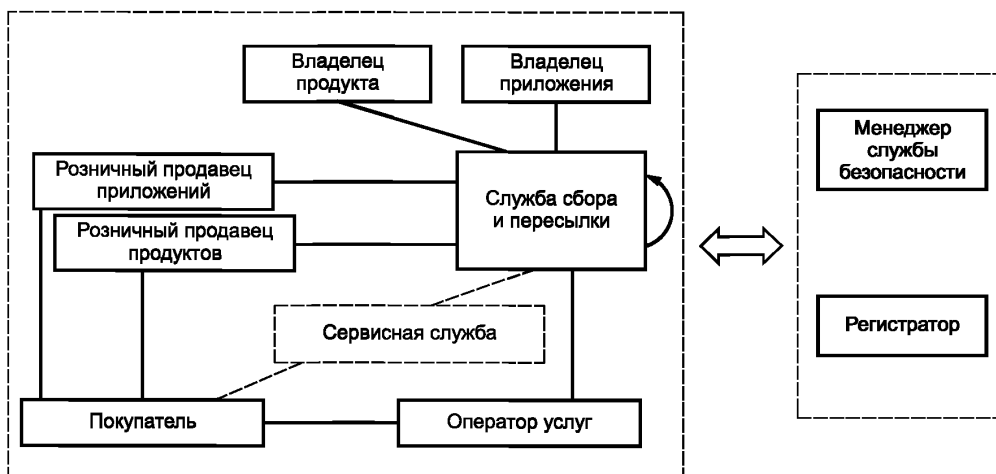 Владелец
продукта
Владелец
приложения
Розничный продавец
приложений
Служба сбора
и пересылки
Розничный продавец
продуктов
Сервисная служба
Покупатель
Оператор услуг
Менеджер
службы
безопасности
Регистратор